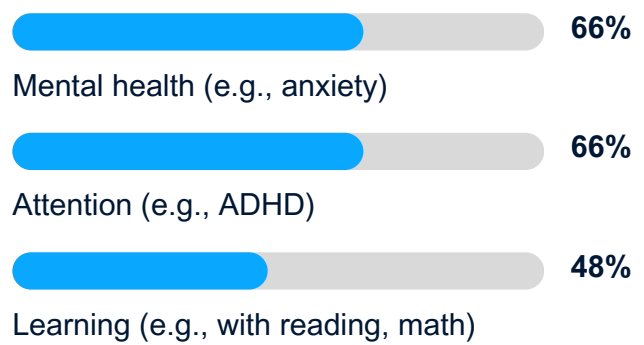 66%
Mental health (e.g., anxiety)
66%
Attention (e.g., ADHD)
48%
Learning (e.g., with reading, math)